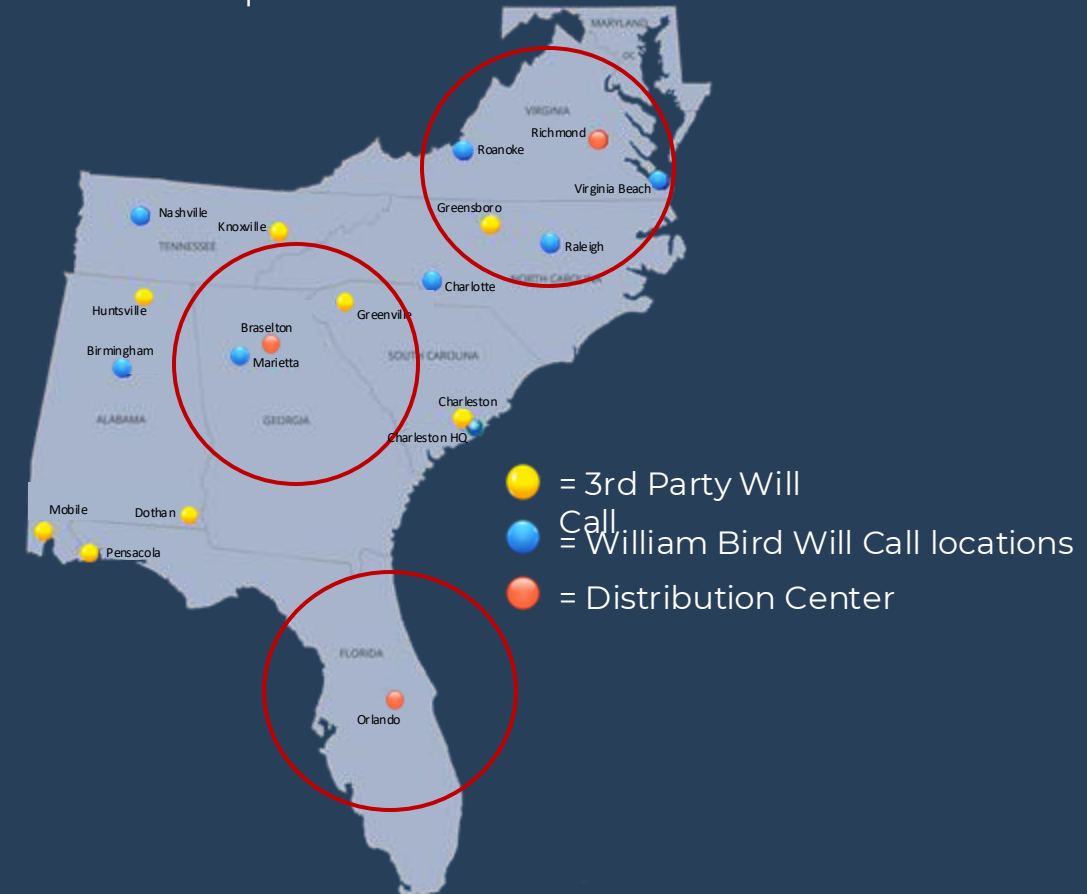 MARYLAND
DC
VIRGINIA
Richmond
Roanoke
Virginia Beach
Greensboro
Nashville
Knoxville
Raleigh
TENNESSEE
NORTH CAROLINA
Charlotte
Huntsville
Greenville
Braselton
Birmingham
Marietta
SOUTH CAROLINA
Charleston
ALABAMA
GEORGIA
Charleston HQ
= 3rd Party Will
Call
= William Bird Will Call locations
= Distribution Center
Mobile
Dothan
Pensacola
FLORIDA
Orlando